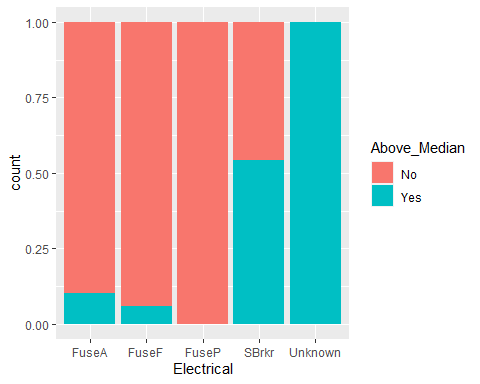 1.00
0.75
0.50
0.25
0.00
count
FuseA FuseF FuseP SBrkr Unknown
Electrical
Above_Median
No
Yes